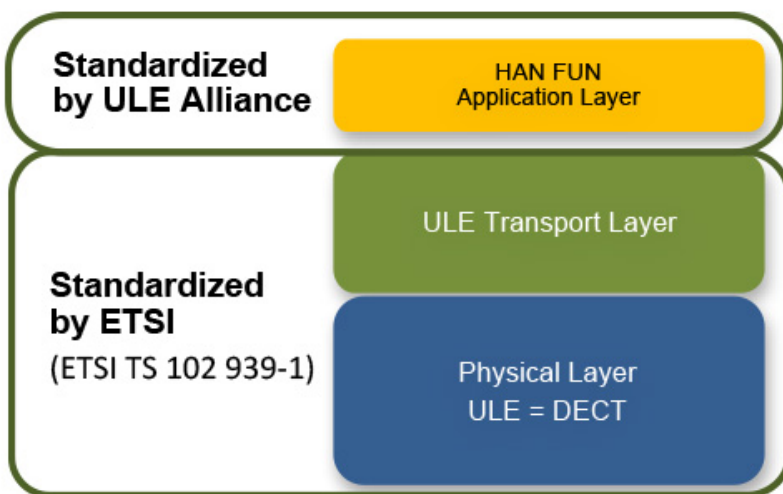 Standardized
by ULE Alliance
HAN FUN
Application Layer
ULE Transport Layer
Standardized
by ETSI
(ETSI TS 102 939-1)
Physical Layer
ULE = DECT